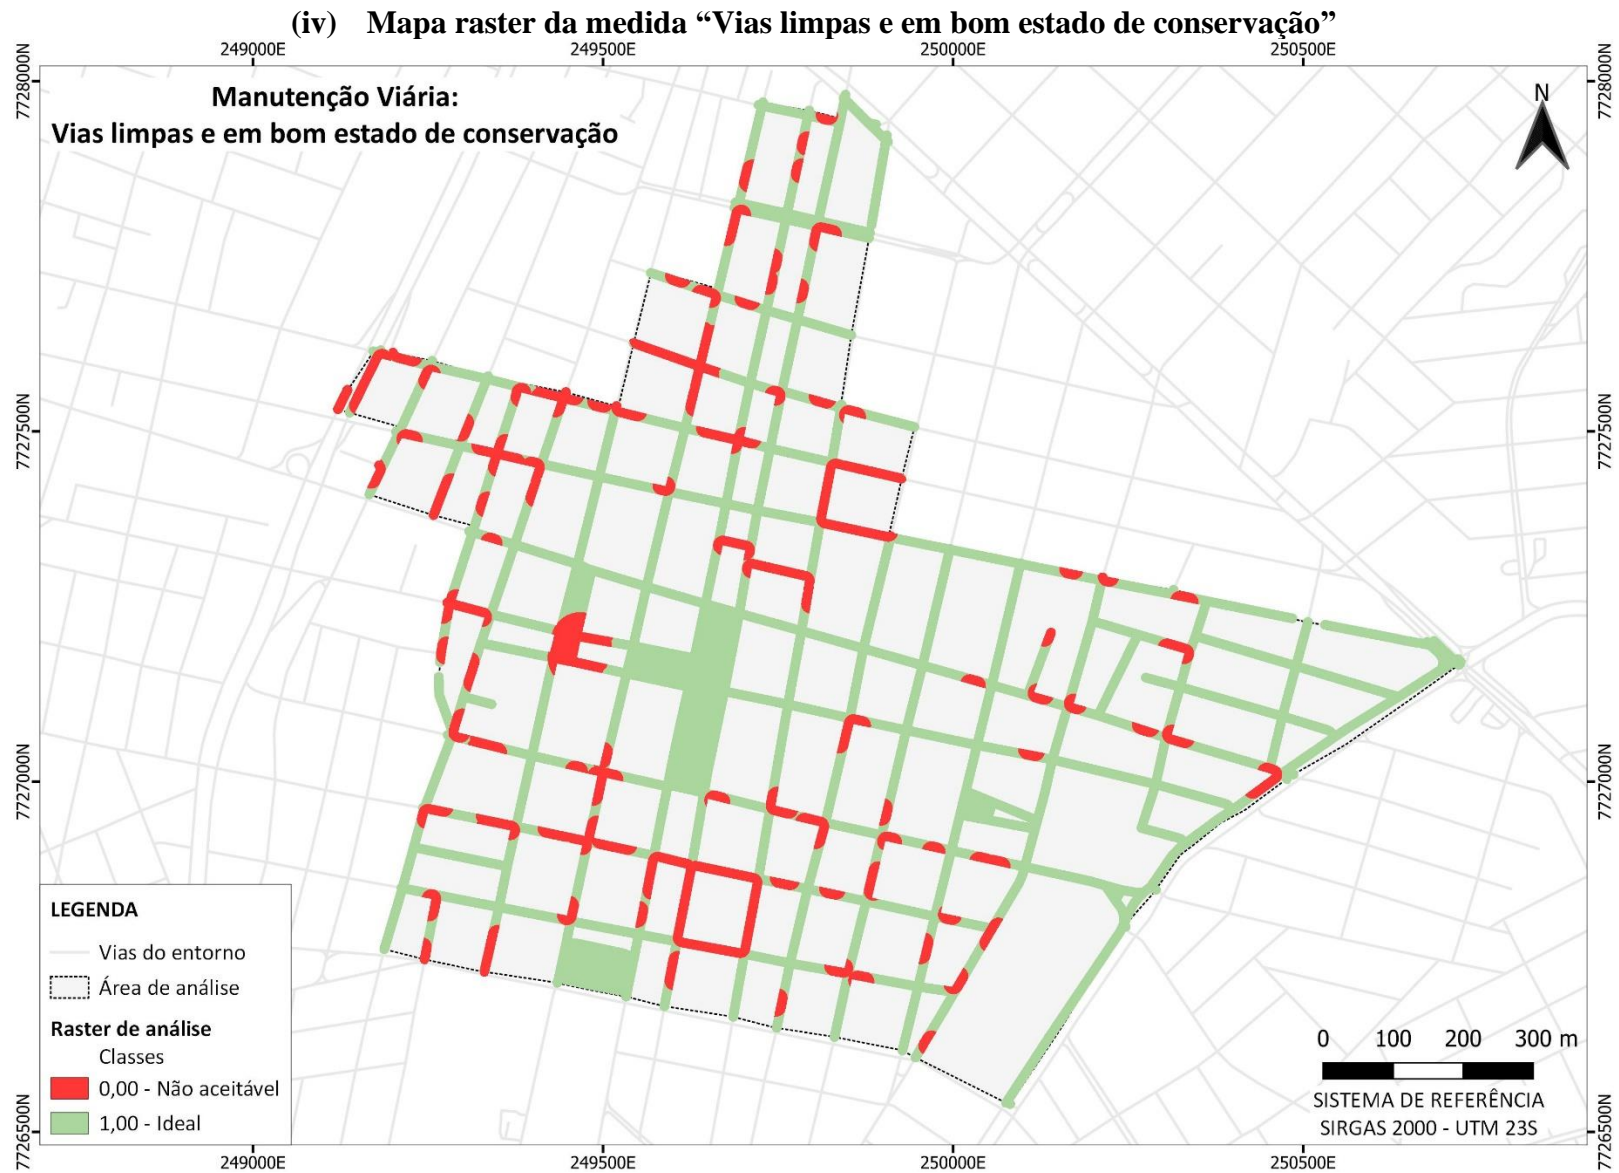 (iv) Mapa raster da medida “Vias limpas e em bom estado de conservação”
249000E 249500E 250000E 250500E
7728000N 7728000N
Manutenção Viária:
Vias limpas e em bom estado de conservação
N
7727500N 7727500N
7727000N 7727000N
LEGENDA
Vias do entorno
Área de análise
Raster de análise
Classes
0,00 - Não aceitável
1,00 - Ideal
0 100 200 300 m
SISTEMA DE REFERÊNCIA
SIRGAS 2000 - UTM 23S
7726500N 7726500N
249000E 249500E 250000E 250500E